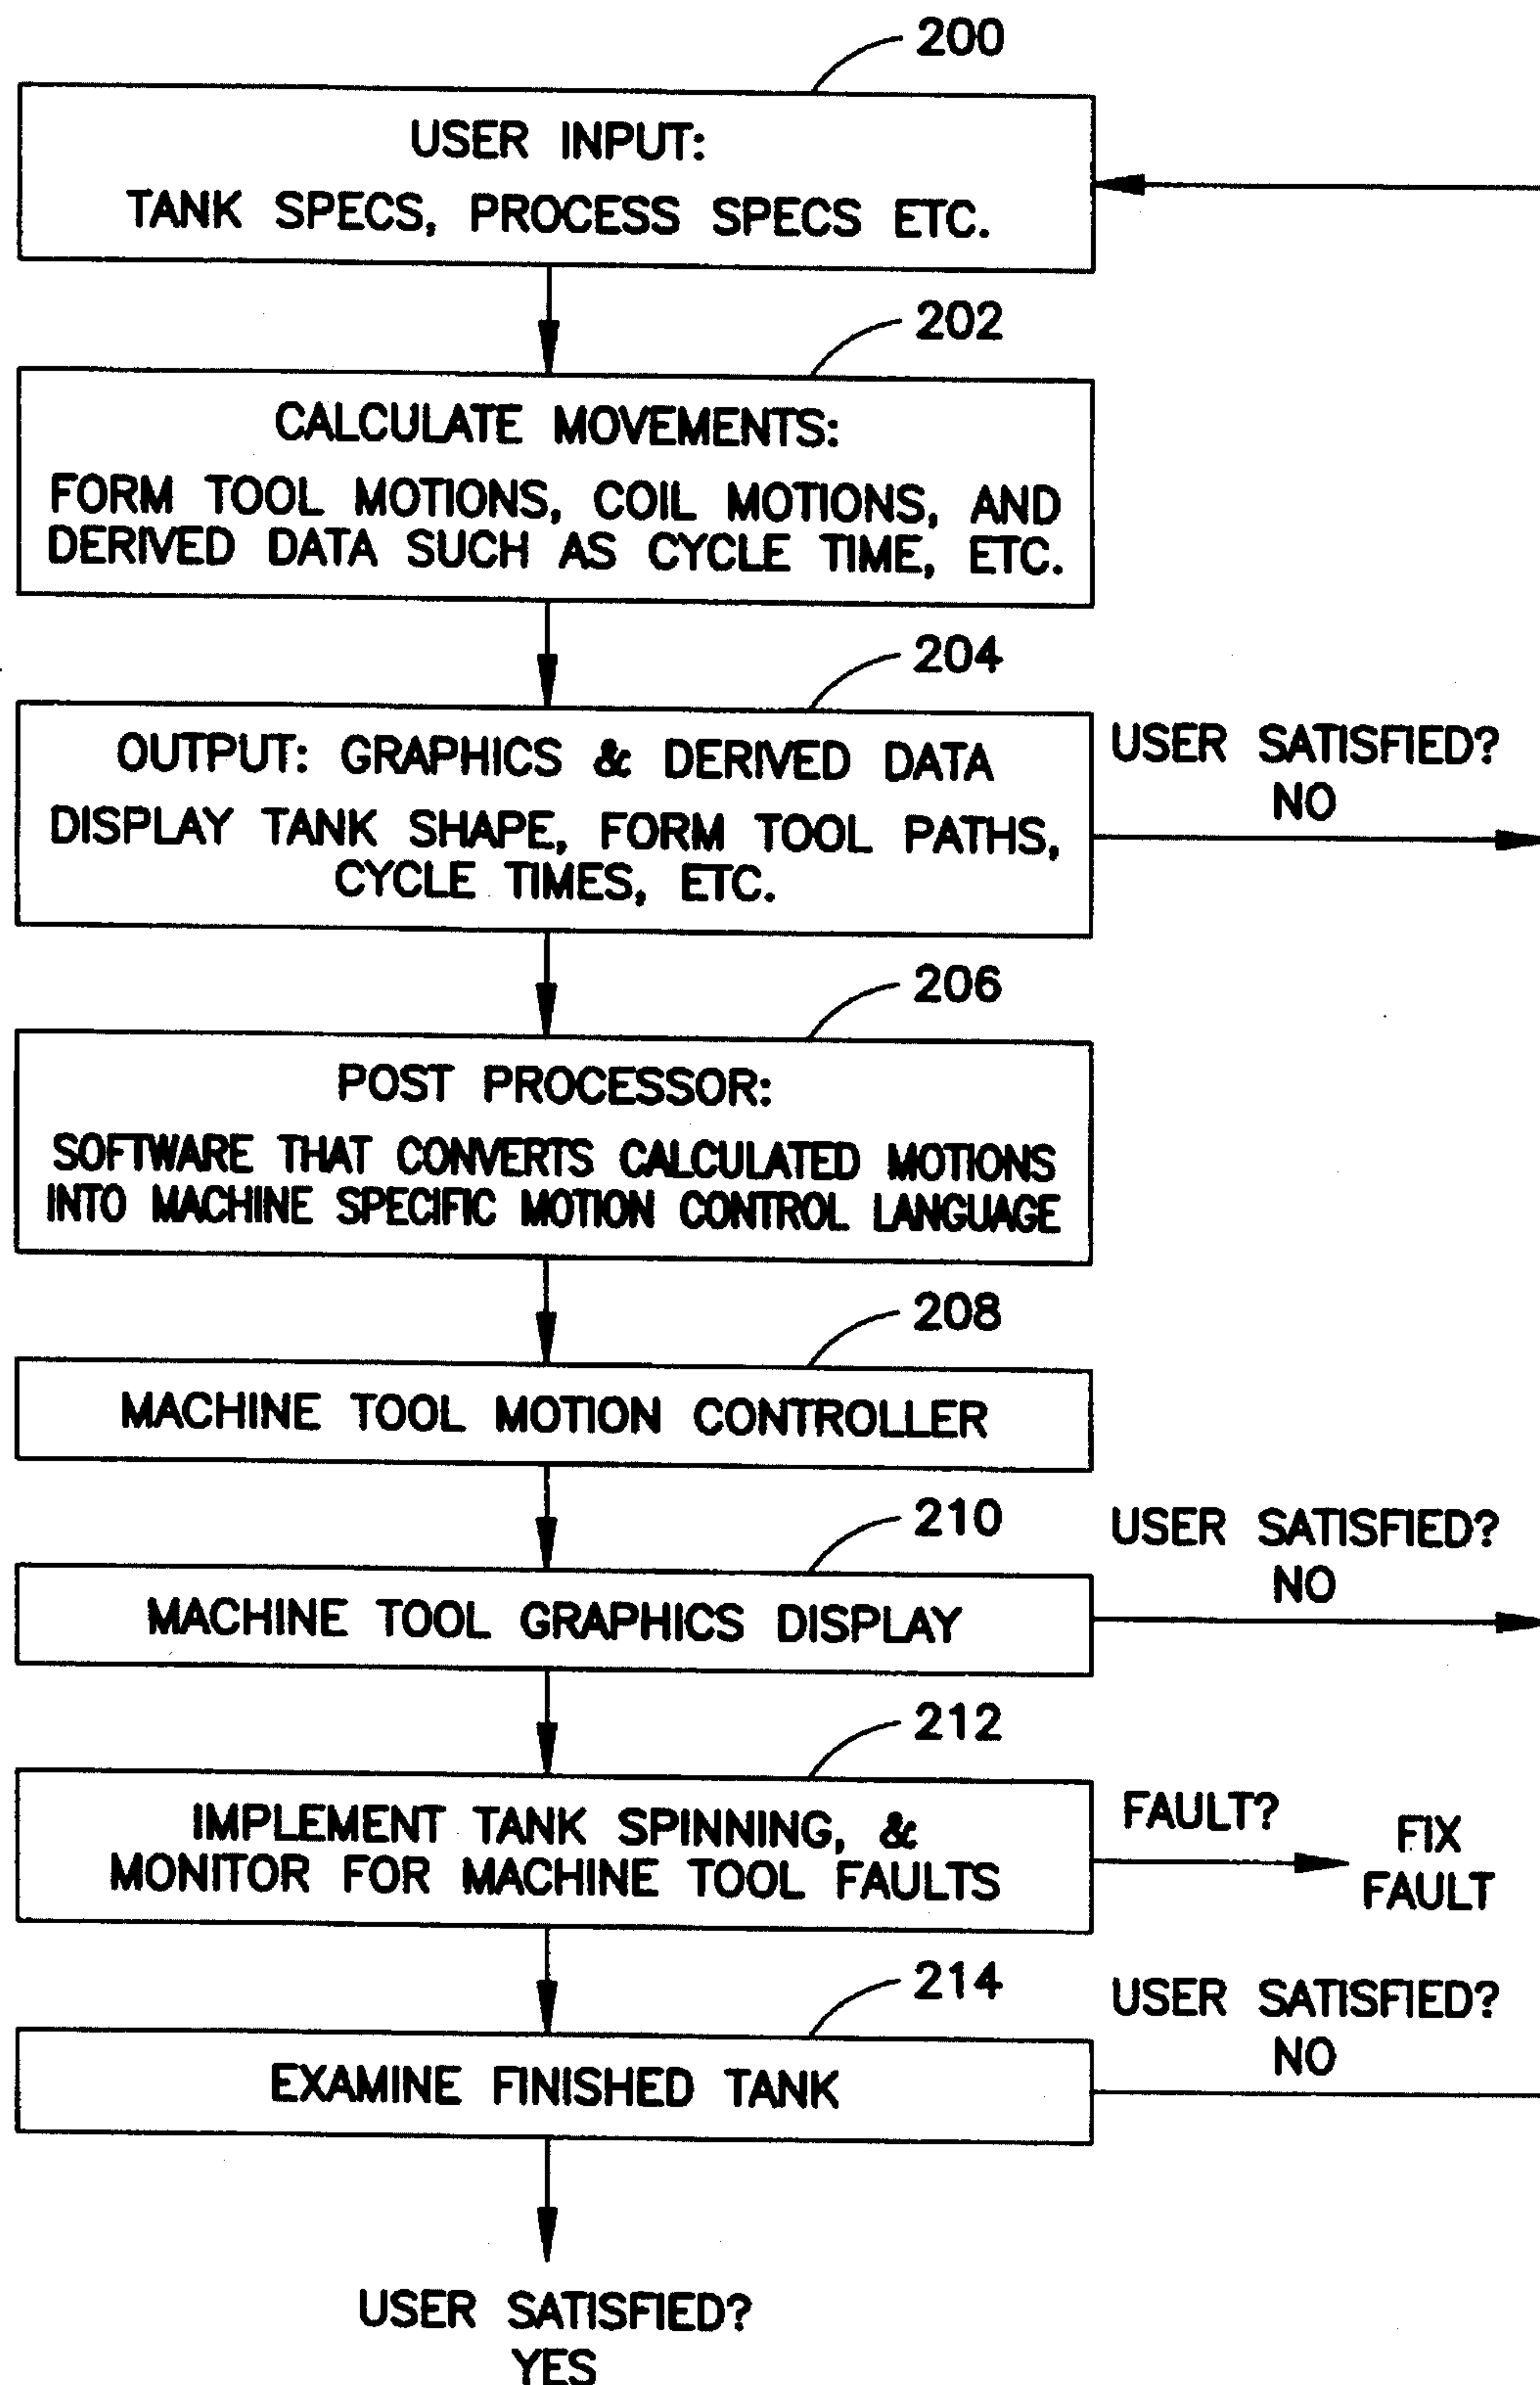 200
USER INPUT:
TANK SPECS, PROCESS SPECS ETC.
202
CALCULATE MOVEMENTS:
FORM TOOL MOTIONS, COIL MOTIONS, AND
DERIVED DATA SUCH AS CYCLE TIME, ETC.
204
OUTPUT: GRAPHICS & DERIVED DATA
DISPLAY TANK SHAPE, FORM TOOL PATHS,
CYCLE TIMES, ETC.
USER SATISFIED?
NO
206
POST PROCESSOR:
SOFTWARE THAT CONVERTS CALCULATED MOTIONS
INTO MACHINE SPECIFIC MOTION CONTROL LANGUAGE
208
MACHINE TOOL MOTION CONTROLLER
210
MACHINE TOOL GRAPHICS DISPLAY
USER SATISFIED?
NO
212
IMPLEMENT TANK SPINNING, &
MONITOR FOR MACHINE TOOL FAULTS
FAULT?
FIX
FAULT
214
EXAMINE FINISHED TANK
USER SATISFIED?
NO
USER SATISFIED?
YES